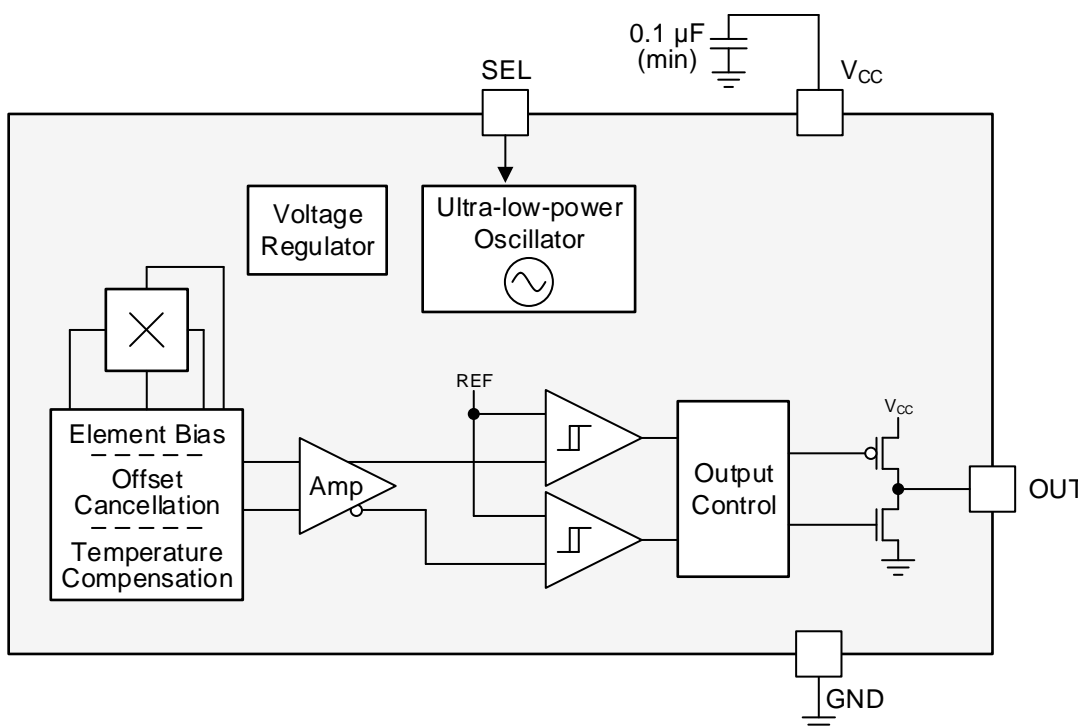 0.1 µF
(min)
SEL
VCC
Voltage
Regulator
Ultra-low-power
Oscillator
REF
VCC
Element Bias
Offset
Cancellation
Temperature
Compensation
Amp
Output
Control
OUT
GND